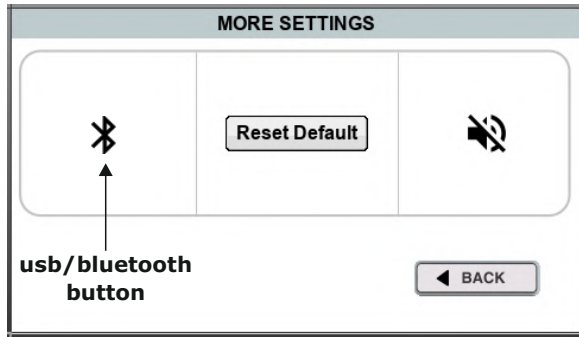 MORE SETTINGS
Reset Default
usb/bluetooth
button
BACK